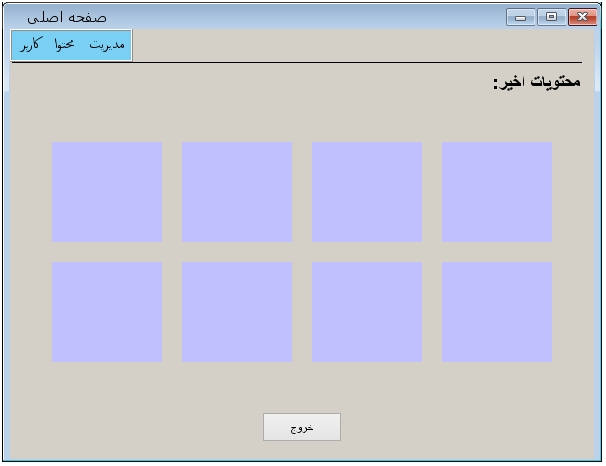 صفحه اصلی
مدیریت محتوا کاربر
محتویات اخیر:
خروج